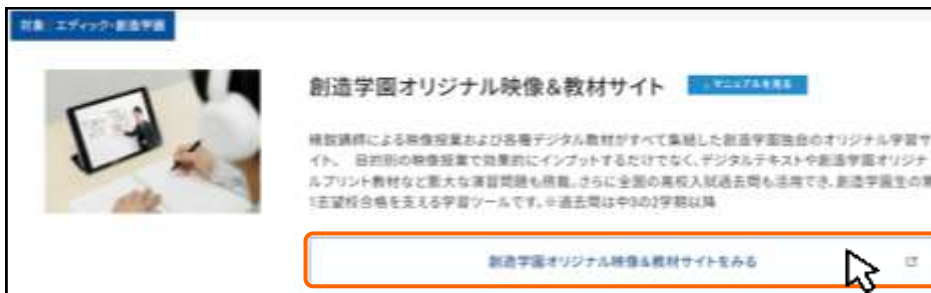 対象：エディック・創造学園
創造学園オリジナル映像&教材サイト
マニュアルを見る
精鋭講師による映像授業および各種デジタル教材がすべて集結した創造学園独自のオリジナル学習サ
イト。 目的別の映像授業で効果的にインプットするだけでなく、デジタルテキストや創造学園オリジナ
ルプリント教材など膨大な演習問題も搭載。さらに全国の高校入試過去問も活用でき、創造学園生の第
1志望校合格を支える学習ツールです。※過去問は中3の2学期以降
創造学園オリジナル映像&教材サイトをみる